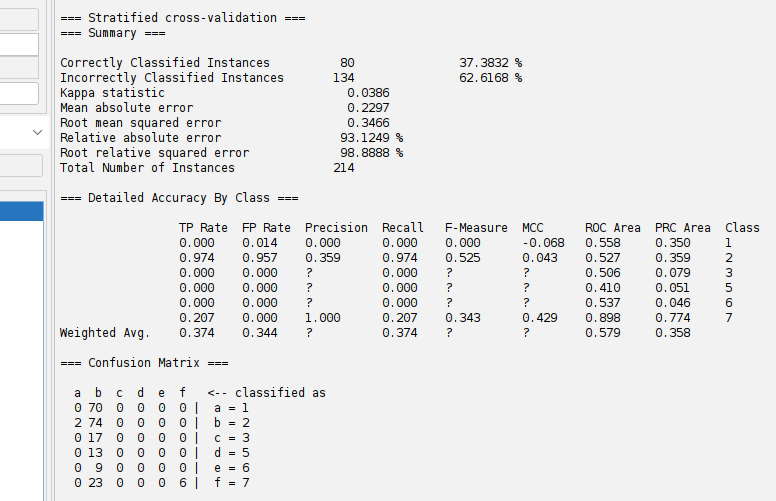 === Stratified cross-validation ===
=== Summary ===
Correctly Classified Instances 80 37.3832 %
Incorrectly Classified Instances 134 62.6168 %
Kappa statistic 0.0386
Mean absolute error 0.2297
Root mean squared error 0.3466
Relative absolute error 93.1249 %
Root relative squared error 98.8888 %
Total Number of Instances 214
=== Detailed Accuracy By Class ===
TP Rate FP Rate Precision Recall F-Measure MCC ROC Area PRC Area Class
0.000 0.014 0.000 0.000 0.000 -0.068 0.558 0.350 1
0.974 0.957 0.359 0.974 0.525 0.043 0.527 0.359 2
0.000 0.000 ? 0.000 ? ? 0.506 0.079 3
0.000 0.000 ? 0.000 ? ? 0.410 0.051 5
0.000 0.000 ? 0.000 ? ? 0.537 0.046 6
0.207 0.000 1.000 0.207 0.343 0.429 0.898 0.774 7
Weighted Avg. 0.374 0.344 ? 0.374 ? ? 0.579 0.358
=== Confusion Matrix ===
a b c d e f <-- classified as
0 70 0 0 0 0 | a = 1
2 74 0 0 0 0 | b = 2
0 17 0 0 0 0 | c = 3
0 13 0 0 0 0 | d = 5
0 9 0 0 0 0 | e = 6
0 23 0 0 0 6 | f = 7